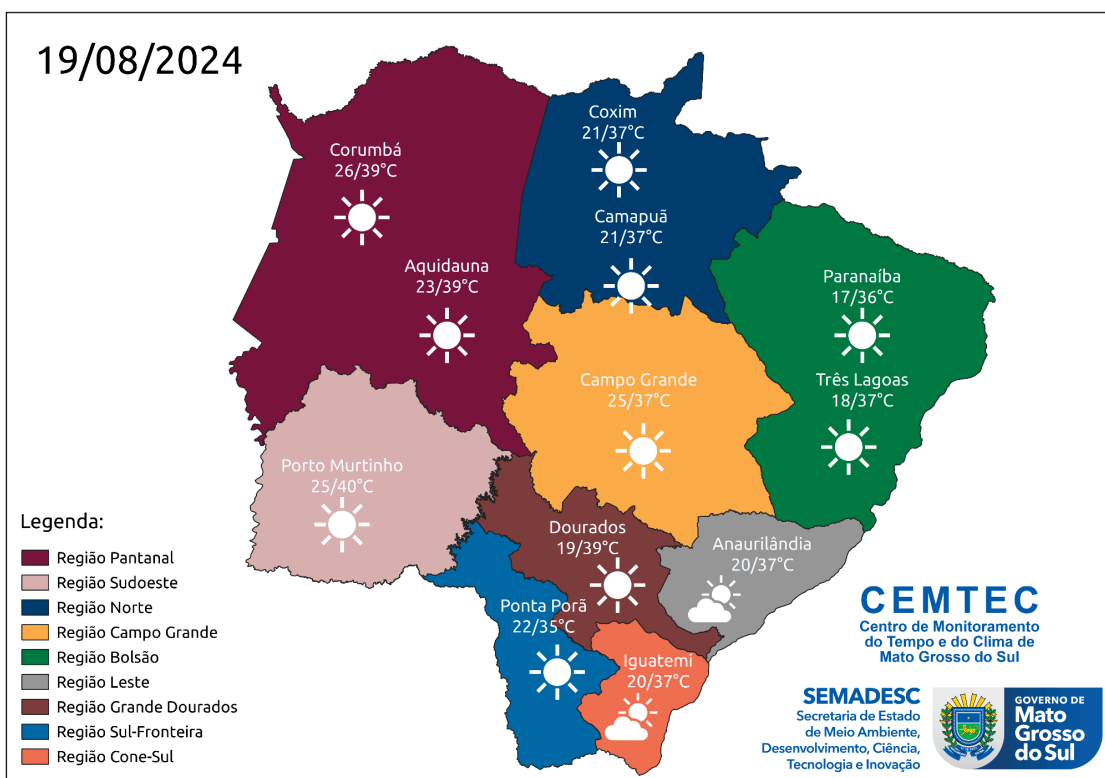 19/08/2024
Coxim
21/37°C
Corumbá
26/39°C
Camapuã
21/37°C
Aquidauna
23/39°C
Paranaíba
17/36°C
Campo Grande
25/37°C
Três Lagoas
18/37°C
Porto Murtinho
25/40°C
Dourados
19/39°C
Anaurilândia
20/37°C
Ponta Porã
22/35°C
Iguatemi
20/37°C
Legenda:
Região Pantanal
Região Sudoeste
Região Norte
Região Campo Grande
Região Bolsão
Região Leste
Região Grande Dourados
Região Sul-Fronteira
Região Cone-Sul
CEMTEC
Centro de Monitoramento
do Tempo e do Clima de
Mato Grosso do Sul
SEMADESC
Secretaria de Estado
de Meio Ambiente,
Desenvolvimento, Ciência,
Tecnologia e Inovação
GOVERNO DE
Mato
Grosso
do Sul